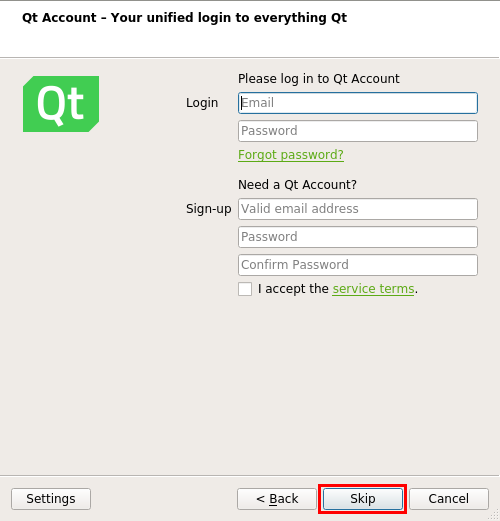 Qt Account – Your unified login to everything Qt
Qt
Please log in to Qt Account
Login
Email
Password
Forgot password?
Need a Qt Account?
Sign-up
Valid email address
Password
Confirm Password
I accept the service terms.
Settings
< Back
Skip
Cancel